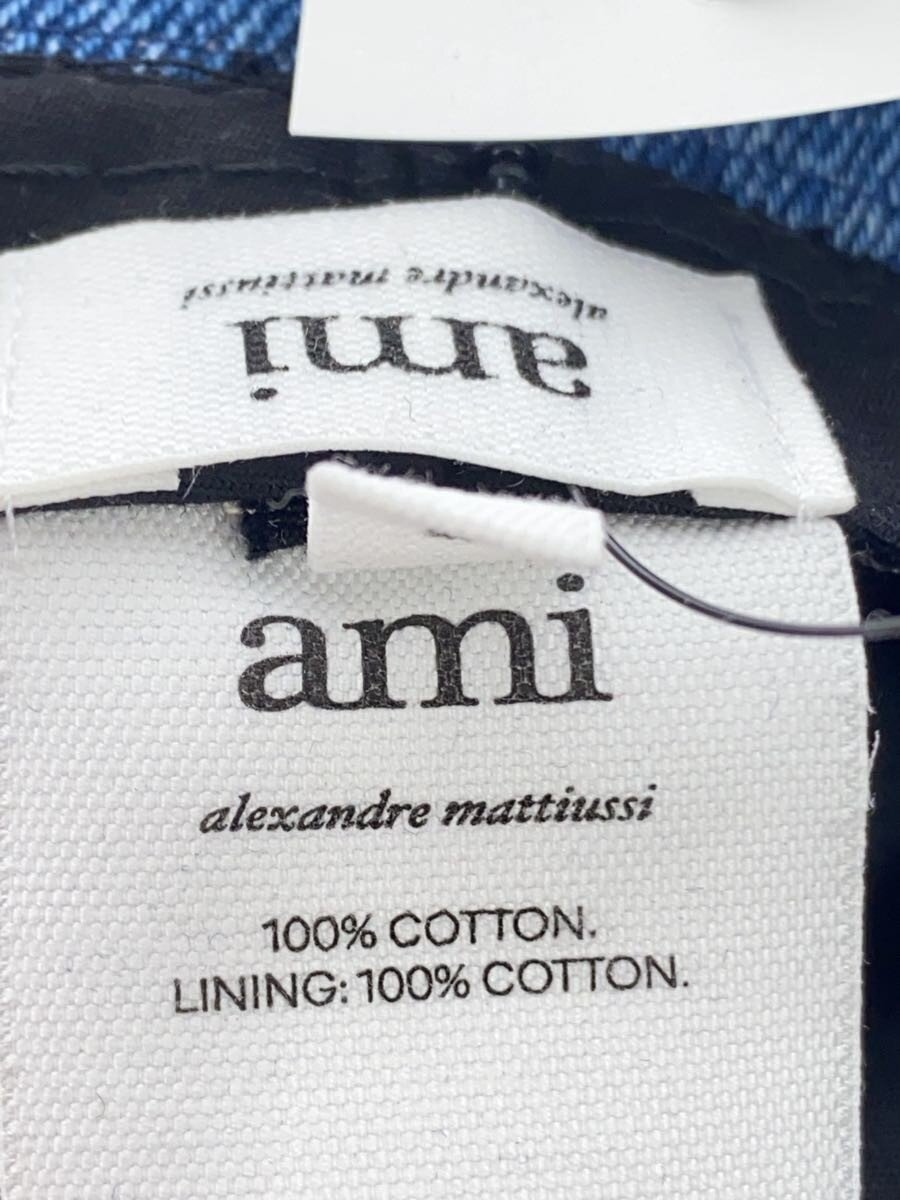 alexandre mattiussi
ami
ami
alexandre mattiussi
100% COTTON.
LINING: 100% COTTON.